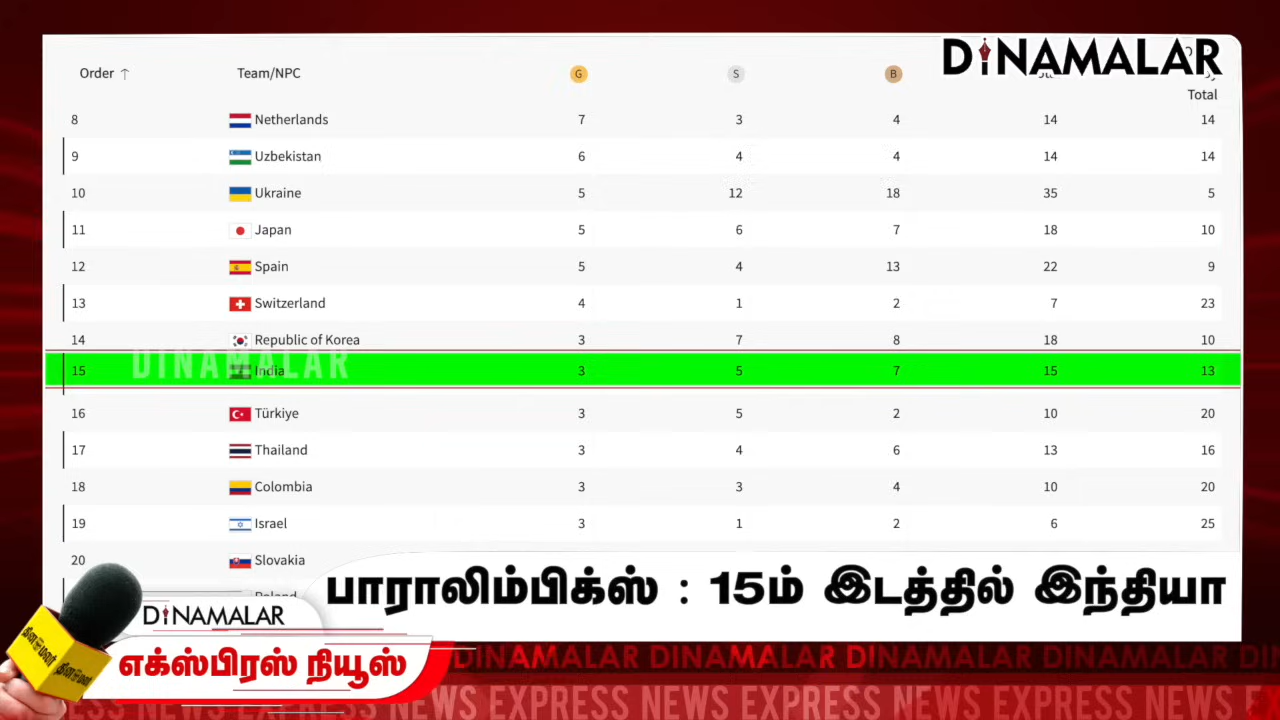 DINAMALAR
Order ↑ Team/NPC G S B
Total
8 Netherlands 7 3 4 14 14
9 Uzbekistan 6 4 4 14 14
10 Ukraine 5 12 18 35 5
11 Japan 5 6 7 18 10
12 Spain 5 4 13 22 9
13 Switzerland 4 1 2 7 23
14 Republic of Korea 3 7 8 18 10
DINAMALAR
15 India 3 5 7 15 13
16 Türkiye 3 5 2 10 20
17 Thailand 3 4 6 13 16
18 Colombia 3 3 4 10 20
19 Israel 3 1 2 6 25
20 Slovakia
Poland
பாராலிம்பிக்ஸ் : 15ம் இடத்தில் இந்தியா
DINAMALAR
எக்ஸ்பிரஸ் நியூஸ்
DINAMALAR DINAMALAR DINAMALAR DINAMALAR DINAMALAR
NEWS EXPRESS NEWS EXPRESS NEWS EXPRESS NEWS